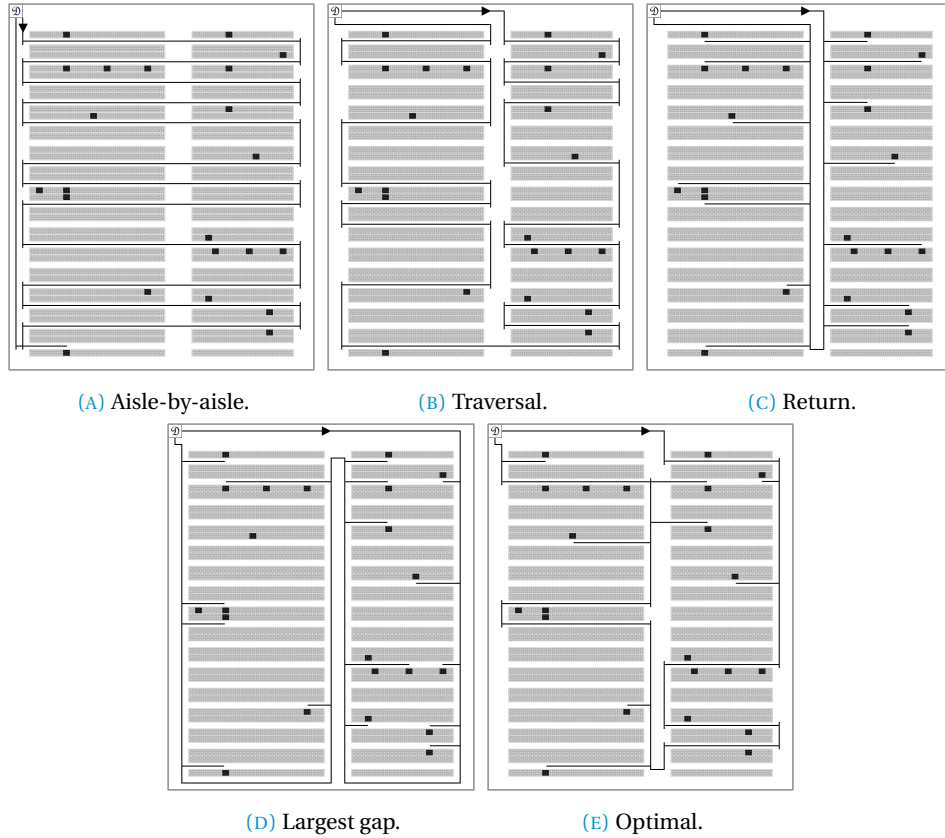 𝒟
𝒟
𝒟
(A) Aisle-by-aisle.
(B) Traversal.
(C) Return.
𝒟
𝒟
(D) Largest gap.
(E) Optimal.